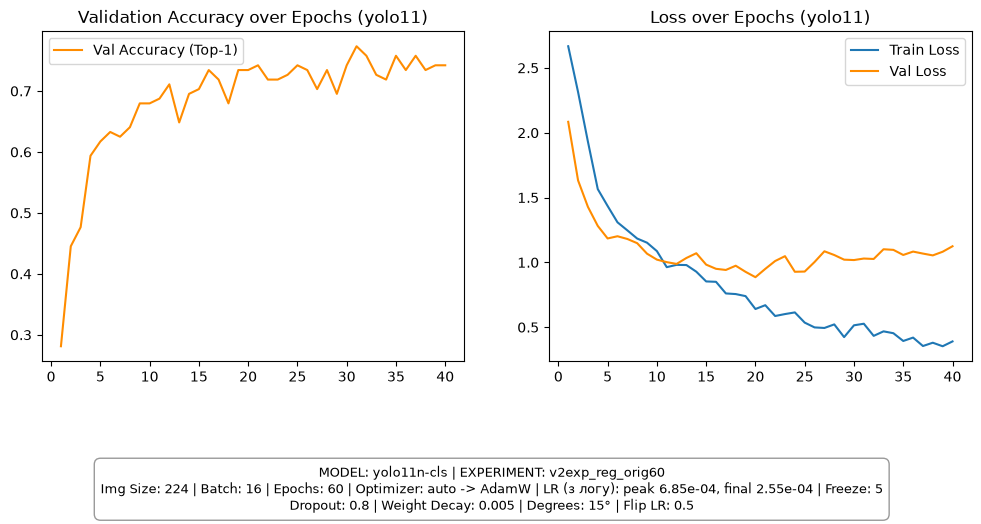 Validation Accuracy over Epochs (yolo11)
Val Accuracy (Top-1)
0.7
0.6
0.5
0.4
0.3
0 5 10 15 20 25 30 35 40
Loss over Epochs (yolo11)
Train Loss
Val Loss
2.5
2.0
1.5
1.0
0.5
0 5 10 15 20 25 30 35 40
MODEL: yolo11n-cls | EXPERIMENT: v2exp_reg_orig60
Img Size: 224 | Batch: 16 | Epochs: 60 | Optimizer: auto -> AdamW | LR (з логу): peak 6.85e-04, final 2.55e-04 | Freeze: 5
Dropout: 0.8 | Weight Decay: 0.005 | Degrees: 15° | Flip LR: 0.5